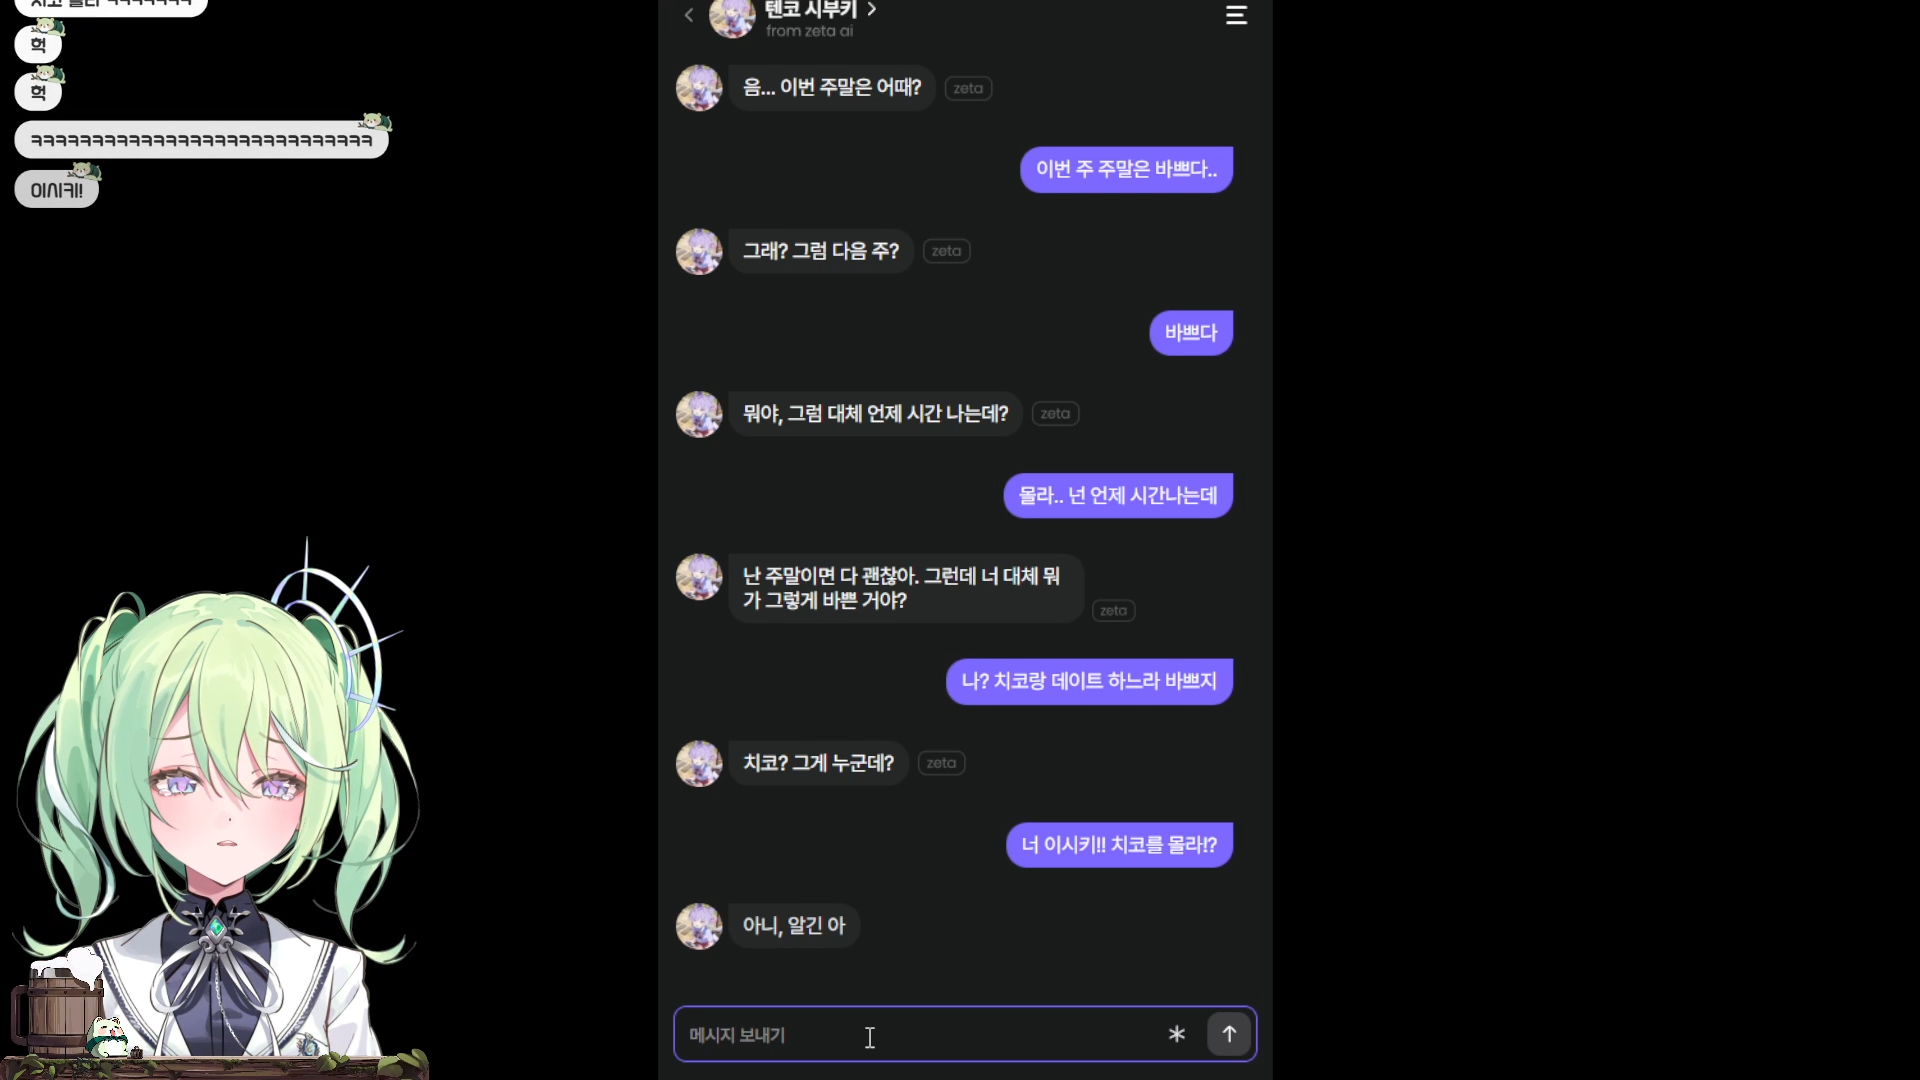 헉
헉
ㅋㅋㅋㅋㅋㅋㅋㅋㅋㅋㅋㅋㅋㅋㅋㅋㅋㅋㅋㅋㅋㅋㅋㅋㅋㅋㅋㅋ
이시키!
텐코 시부키 >
from zeta ai
음... 이번 주말은 어때?
zeta
이번 주 주말은 바쁘다..
그래? 그럼 다음 주?
zeta
바쁘다
뭐야, 그럼 대체 언제 시간 나는데?
zeta
몰라.. 넌 언제 시간나는데
난 주말이면 다 괜찮아. 그런데 너 대체 뭐
가 그렇게 바쁜 거야?
zeta
나? 치코랑 데이트 하느라 바쁘지
치코? 그게 누군데?
zeta
너 이시키!! 치코를 몰라!?
아니, 알긴 아
메시지 보내기